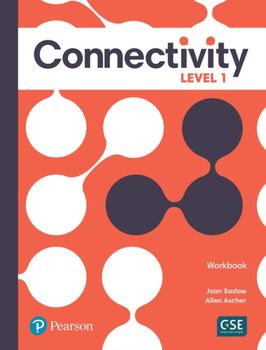 Connectivity
LEVEL 1
Workbook
Joan Saslow
Allen Ascher
Pearson
GSE